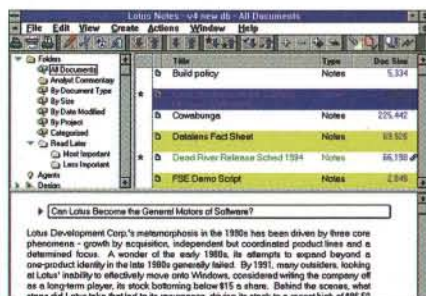 Lotus Notes - v4 new db - All Documents
File Edit View Create Actions Window Help
Folders
All Documents
Analyst Commentary
By Document Type
By Size
By Date Modified
By Project
Categorized
Read Later
Most Important
Less Important
Agents
Design
Title Type Doc Size
Build policy Notes 5,334
Cowabunga Notes 225,442
Datalens Fact Sheet Notes
Dead River Release Sched 1994 Notes 66,198
FSE Demo Script Notes
Can Lotus Become the General Motors of Software?
Lotus Development Corp.'s metamorphosis in the 1980s has been driven by three core
phenomena - growth by acquisition, independent but coordinated product lines and a
determined focus. A wonder of the early 1980s, its attempts to expand beyond a
one-product identity in the late 1980s generally failed. By 1991, many outsiders, looking
at Lotus' inability to effectively move onto Windows, considered writing the company off
as a long-term player, its stock bottoming below $15 a share. Behind the scenes, what